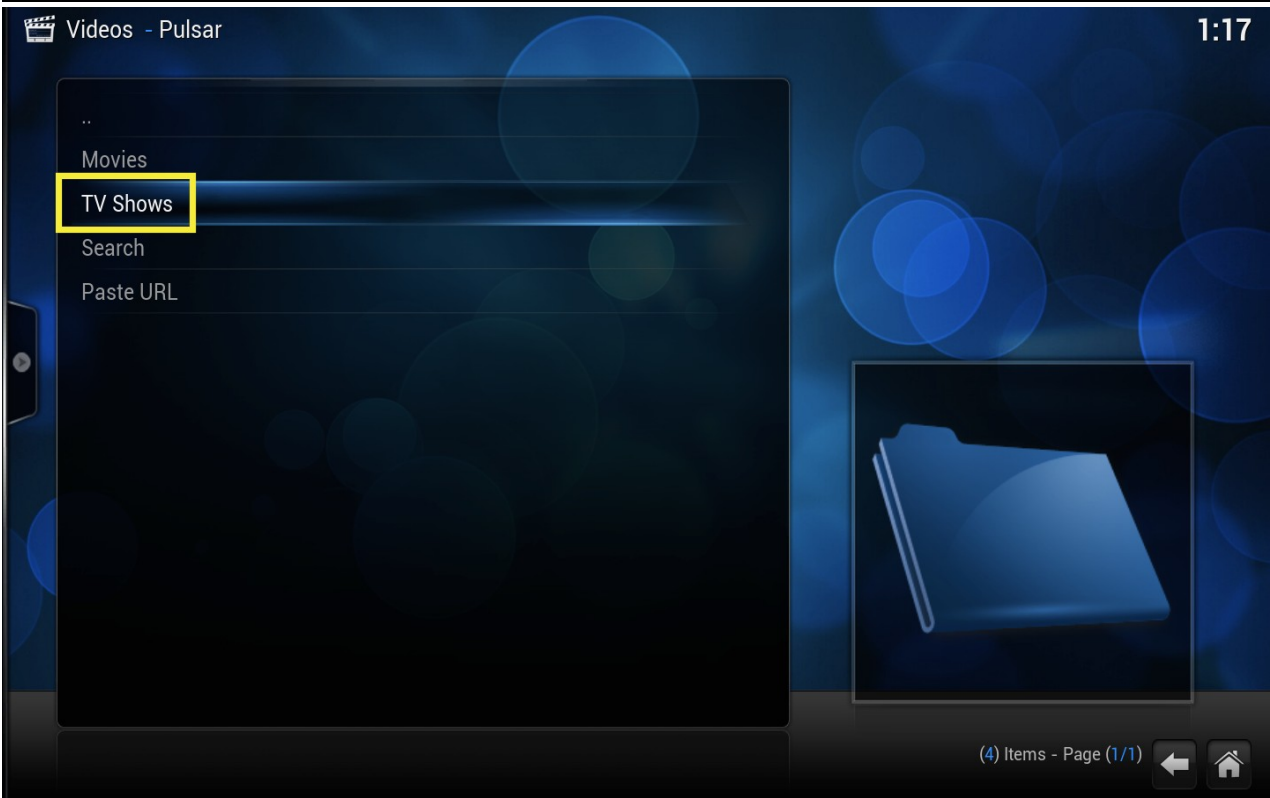 Videos - Pulsar
1:17
..
Movies
TV Shows
Search
Paste URL
(4) Items - Page (1/1)